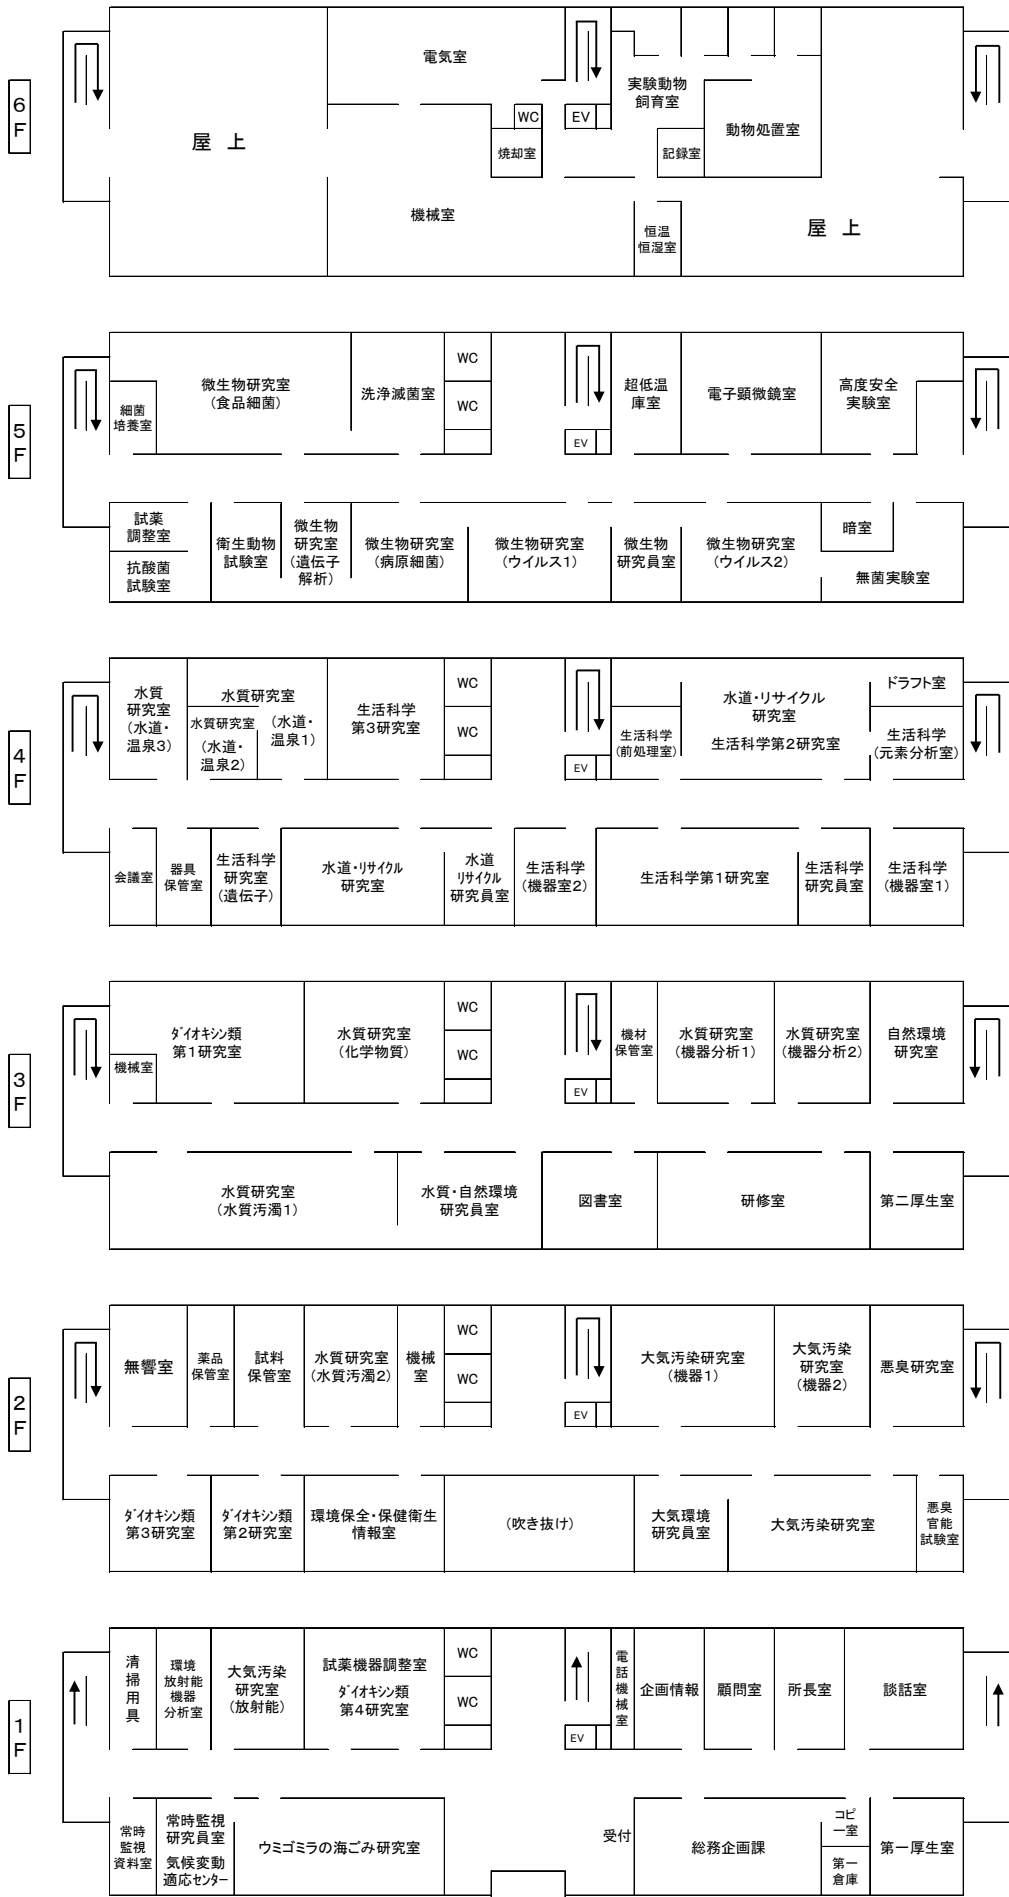 6
F
電気室
実験動物
飼育室
WC
EV
動物処置室
屋 上
焼却室
記録室
機械室
恒温
恒湿室
屋 上
5
F
微生物研究室
(食品細菌)
細菌
培養室
洗浄滅菌室
WC
WC
EV
超低温
庫室
電子顕微鏡室
高度安全
実験室
試薬
調整室
抗酸菌
試験室
衛生動物
試験室
微生物
研究室
(遺伝子
解析)
微生物研究室
(病原細菌)
微生物研究室
(ウイルス1)
微生物
研究員室
微生物研究室
(ウイルス2)
暗室
無菌実験室
4
F
水質
研究室
(水道・
温泉3)
水質研究室
(水道・
温泉1)
水質研究室
(水道・
温泉2)
生活科学
第3研究室
WC
WC
EV
生活科学
(前処理室)
水道・リサイクル
研究室
生活科学第2研究室
ドラフト室
生活科学
(元素分析室)
会議室
器具
保管室
生活科学
研究室
(遺伝子)
水道・リサイクル
研究室
水道
リサイクル
研究員室
生活科学
(機器室2)
生活科学第1研究室
生活科学
研究員室
生活科学
(機器室1)
3
F
ダイオキシン類
第1研究室
機械室
水質研究室
(化学物質)
WC
WC
EV
機材
保管室
水質研究室
(機器分析1)
水質研究室
(機器分析2)
自然環境
研究室
水質研究室
(水質汚濁1)
水質・自然環境
研究員室
図書室
研修室
第二厚生室
2
F
無響室
薬品
保管室
試料
保管室
水質研究室
(水質汚濁2)
機械
室
WC
WC
EV
大気汚染研究室
(機器1)
大気汚染
研究室
(機器2)
悪臭研究室
ダイオキシン類
第3研究室
ダイオキシン類
第2研究室
環境保全・保健衛生
情報室
(吹き抜け)
大気環境
研究員室
大気汚染研究室
悪臭
官能
試験室
1
F
清掃用具
環境
放射能
機器
分析室
大気汚染
研究室
(放射能)
試薬機器調整室
ダイオキシン類
第4研究室
WC
WC
EV
電話機械室
企画情報
顧問室
所長室
談話室
常時
監視
資料室
常時監視
研究員室
気候変動
適応センター
ウミゴミラの海ごみ研究室
受付
総務企画課
コピ
ー室
第一
倉庫
第一厚生室